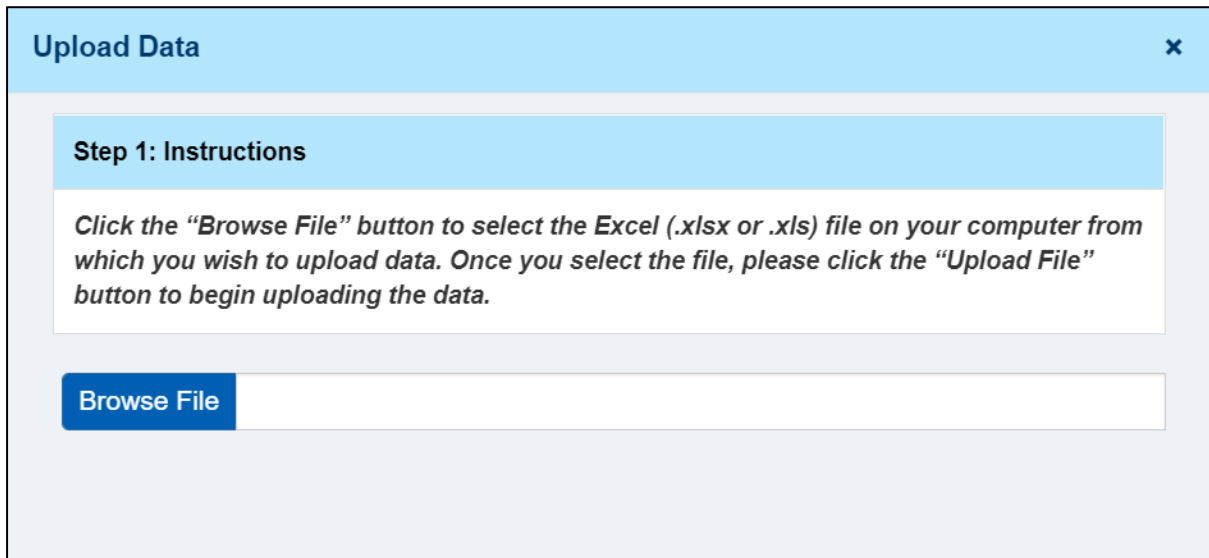 Upload Data ×
Step 1: Instructions
Click the “Browse File” button to select the Excel (.xlsx or .xls) file on your computer from
which you wish to upload data. Once you select the file, please click the “Upload File”
button to begin uploading the data.
Browse File